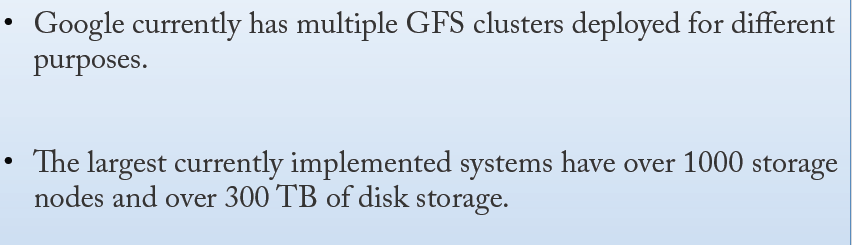 • Google currently has multiple GFS clusters deployed for different
purposes.
• The largest currently implemented systems have over 1000 storage
nodes and over 300 TB of disk storage.